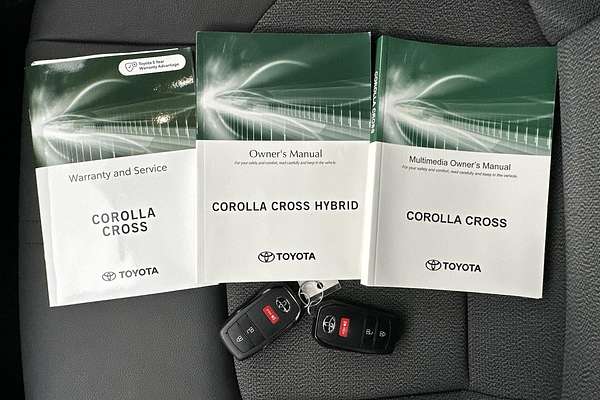 Toyota 5 Year
Warranty Advantage
Warranty and Service
COROLLA
CROSS
TOYOTA
Owner's Manual
For your safety and comfort, read carefully and keep in the vehicle.
COROLLA CROSS HYBRID
TOYOTA
COROLLA CROSS
Multimedia Owner's Manual
For your safety and comfort, read carefully and keep in the vehicle.
COROLLA CROSS
TOYOTA